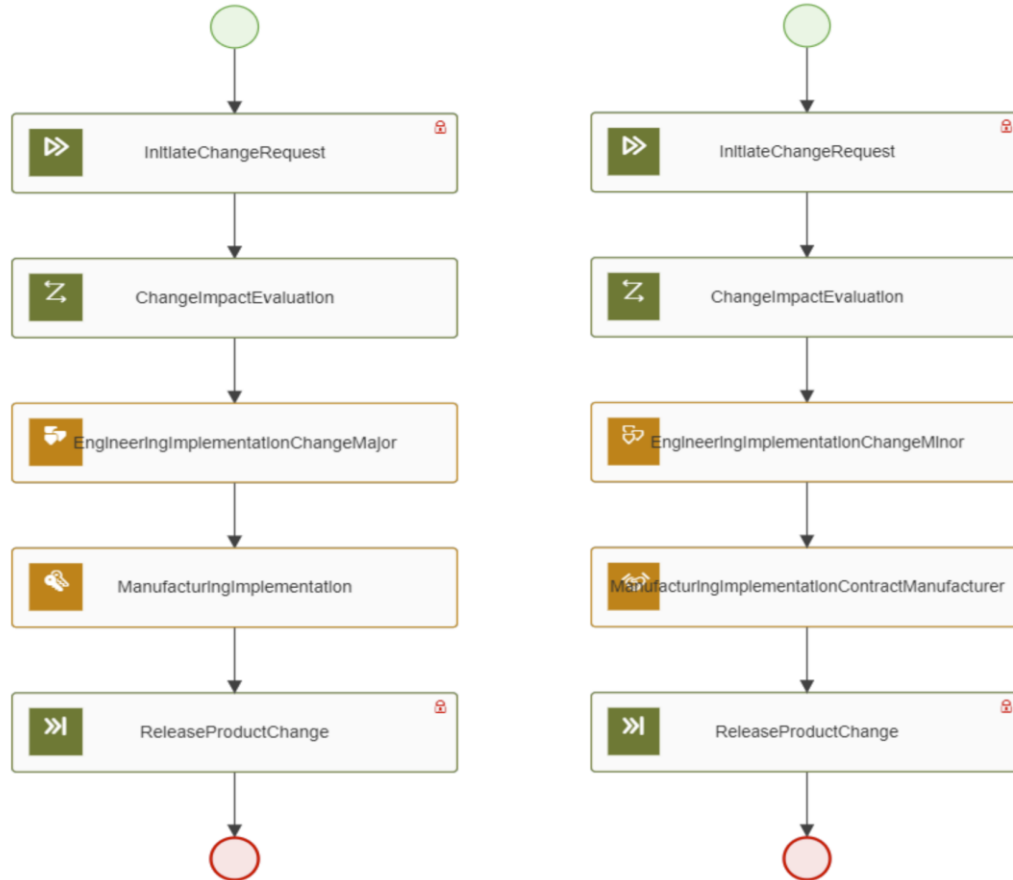 InitiateChangeRequest
ChangeImpactEvaluation
EngineeringImplementationChangeMajor
ManufacturingImplementation
ReleaseProductChange
InitiateChangeRequest
ChangeImpactEvaluation
EngineeringImplementationChangeMinor
ManufacturingImplementationContractManufacturer
ReleaseProductChange